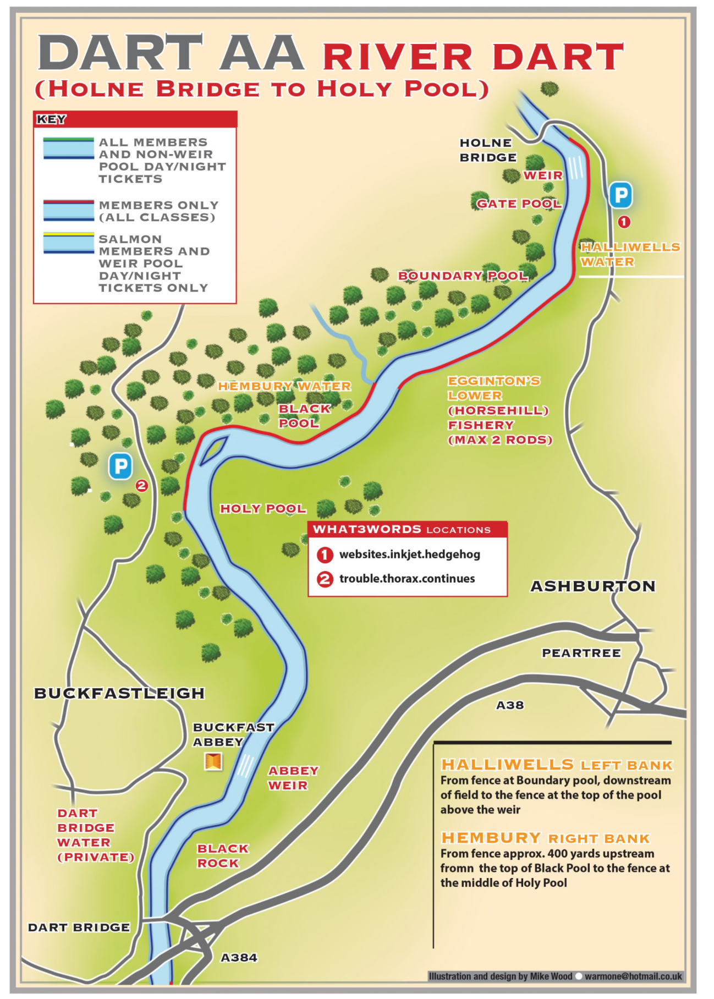 DART AA RIVER DART
(HOLNE BRIDGE TO HOLY POOL)
KEY
ALL MEMBERS
AND NON-WEIR
POOL DAY/NIGHT
TICKETS
MEMBERS ONLY
(ALL CLASSES)
SALMON
MEMBERS AND
WEIR POOL
DAY/NIGHT
TICKETS ONLY
HOLNE
BRIDGE
WEIR
GATE POOL
P
1
HALLIWELLS
WATER
BOUNDARY POOL
HEMBURY WATER
BLACK
POOL
EGGINTON'S
LOWER
(HORSEHILL)
FISHERY
(MAX 2 RODS)
P
2
HOLY POOL
WHAT3WORDS LOCATIONS
1 websites.inkjet.hedgehog
2 trouble.thorax.continues
ASHBURTON
PEARTREE
A38
BUCKFASTLEIGH
BUCKFAST
ABBEY
ABBEY
WEIR
DART
BRIDGE
WATER
(PRIVATE)
BLACK
ROCK
DART BRIDGE
A384
HALLIWELLS LEFT BANK
From fence at Boundary pool, downstream
of field to the fence at the top of the pool
above the weir
HEMBURY RIGHT BANK
From fence approx. 400 yards upstream
fromn the top of Black Pool to the fence at
the middle of Holy Pool
Illustration and design by Mike Wood warmone@hotmail.co.uk